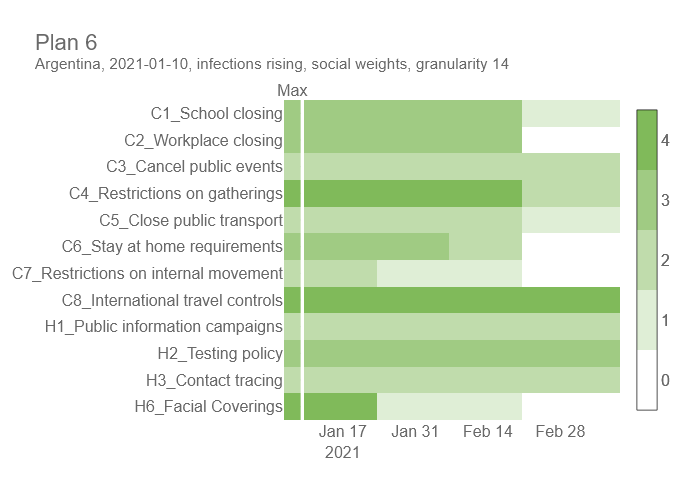 Plan 6
Argentina, 2021-01-10, infections rising, social weights, granularity 14
Max
C1_School closing
C2_Workplace closing
C3_Cancel public events
C4_Restrictions on gatherings
C5_Close public transport
C6_Stay at home requirements
C7_Restrictions on internal movement
C8_International travel controls
H1_Public information campaigns
H2_Testing policy
H3_Contact tracing
H6_Facial Coverings
Jan 17 Jan 31 Feb 14 Feb 28
2021
4
3
2
1
0